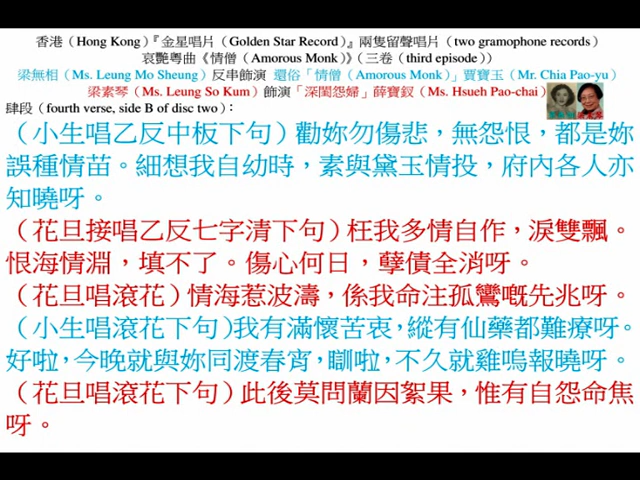 香港（Hong Kong）『金星唱片（Golden Star Record）』兩隻留聲唱片（two gramophone records）
哀艷粵曲《情僧（Amorous Monk）》（三卷（third episode））
梁無相（Ms. Leung Mo Sheung）反串飾演 還俗「情僧（Amorous Monk）」賈寶玉（Mr. Chia Pao-yu）
梁素琴（Ms. Leung So Kum）飾演「深閨怨婦」薛寶釵（Ms. Hsueh Pao-chai）
肆段（fourth verse, side B of disc two）：
（小生唱乙反中板下句）勸妳勿傷悲，無怨恨，都是妳
誤種情苗。細想我自幼時，素與黛玉情投，府內各人亦
知曉呀。
（花旦接唱乙反七字清下句）枉我多情自作，淚雙飄。
恨海情淵，填不了。傷心何日，孽債全消呀。
（花旦唱滾花）情海惹波濤，係我命注孤鸞嘅先兆呀。
（小生唱滾花下句）我有滿懷苦衷，縱有仙藥都難療呀。
好啦，今晚就與妳同渡春宵，瞓啦，不久就雞鳴報曉呀。
（花旦唱滾花下句）此後莫問蘭因絮果，惟有自怨命焦
呀。